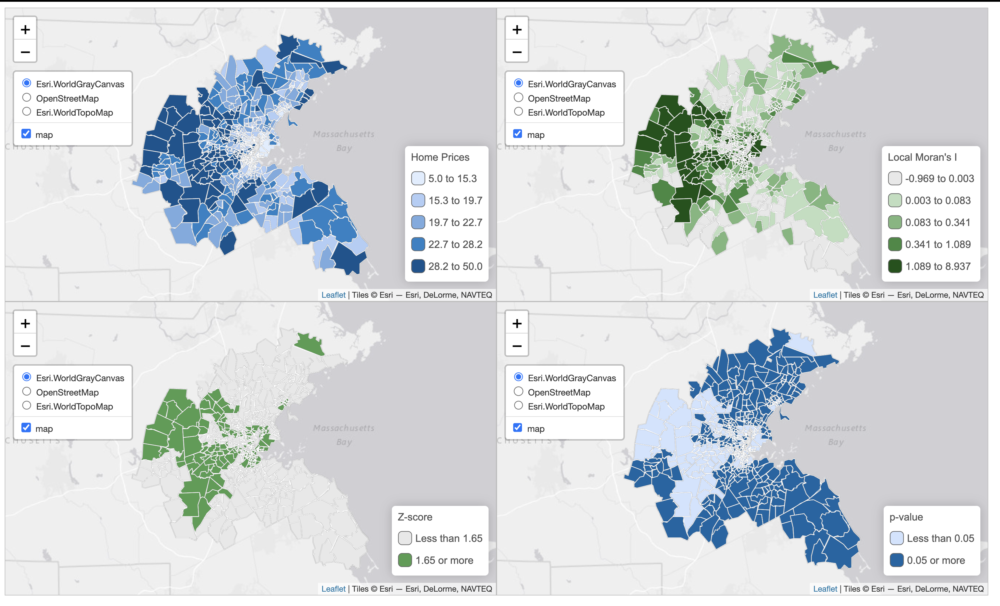 +
−
Esri.WorldGrayCanvas
OpenStreetMap
Esri.WorldTopoMap
map
CHUSETTS
Massachusetts
Bay
Home Prices
5.0 to 15.3
15.3 to 19.7
19.7 to 22.7
22.7 to 28.2
28.2 to 50.0
Leaflet | Tiles © Esri — Esri, DeLorme, NAVTEQ
+
−
Esri.WorldGrayCanvas
OpenStreetMap
Esri.WorldTopoMap
map
CHUSETTS
Massachusetts
Bay
Local Moran's I
-0.969 to 0.003
0.003 to 0.083
0.083 to 0.341
0.341 to 1.089
1.089 to 8.937
Leaflet | Tiles © Esri — Esri, DeLorme, NAVTEQ
+
−
Esri.WorldGrayCanvas
OpenStreetMap
Esri.WorldTopoMap
map
CHUSETTS
Massachusetts
Bay
Z-score
Less than 1.65
1.65 or more
Leaflet | Tiles © Esri — Esri, DeLorme, NAVTEQ
+
−
Esri.WorldGrayCanvas
OpenStreetMap
Esri.WorldTopoMap
map
CHUSETTS
Massachusetts
Bay
p-value
Less than 0.05
0.05 or more
Leaflet | Tiles © Esri — Esri, DeLorme, NAVTEQ